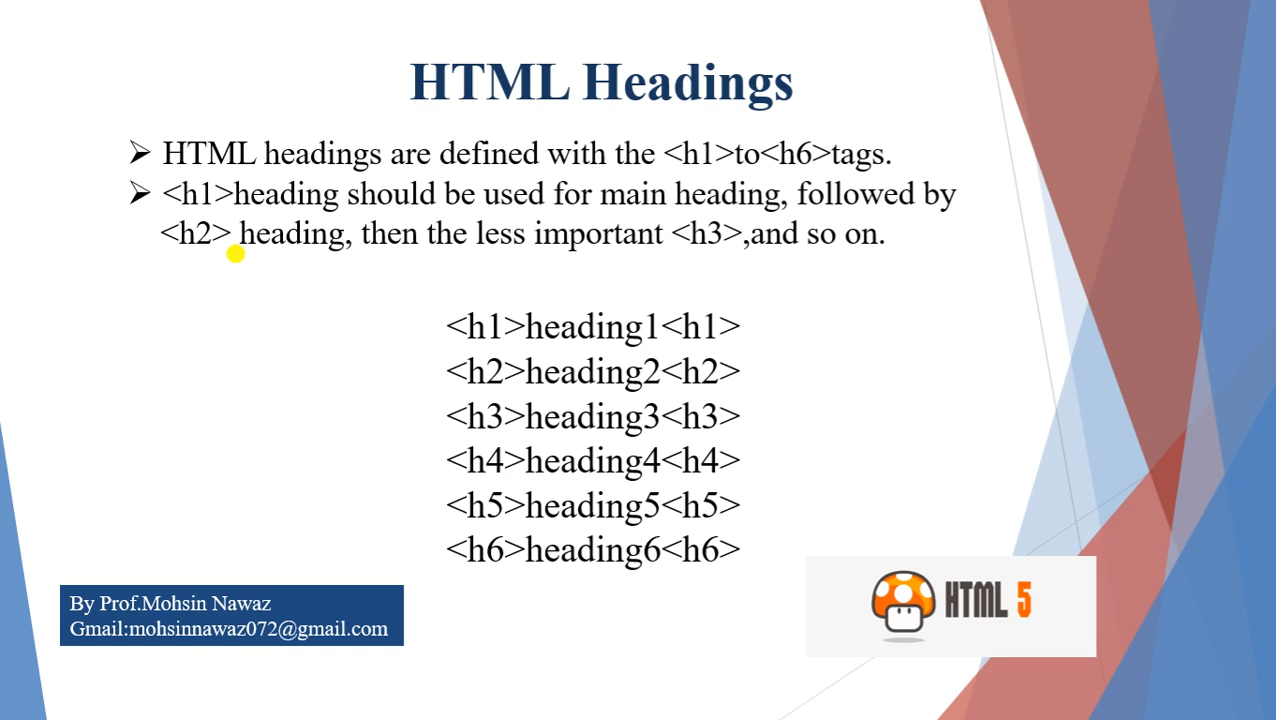 HTML Headings
➢ HTML headings are defined with the <h1>to<h6>tags.
➢ <h1>heading should be used for main heading, followed by
<h2> heading, then the less important <h3>,and so on.
<h1>heading1<h1>
<h2>heading2<h2>
<h3>heading3<h3>
<h4>heading4<h4>
<h5>heading5<h5>
<h6>heading6<h6>
By Prof.Mohsin Nawaz
Gmail:mohsinnawaz072@gmail.com
HTML 5